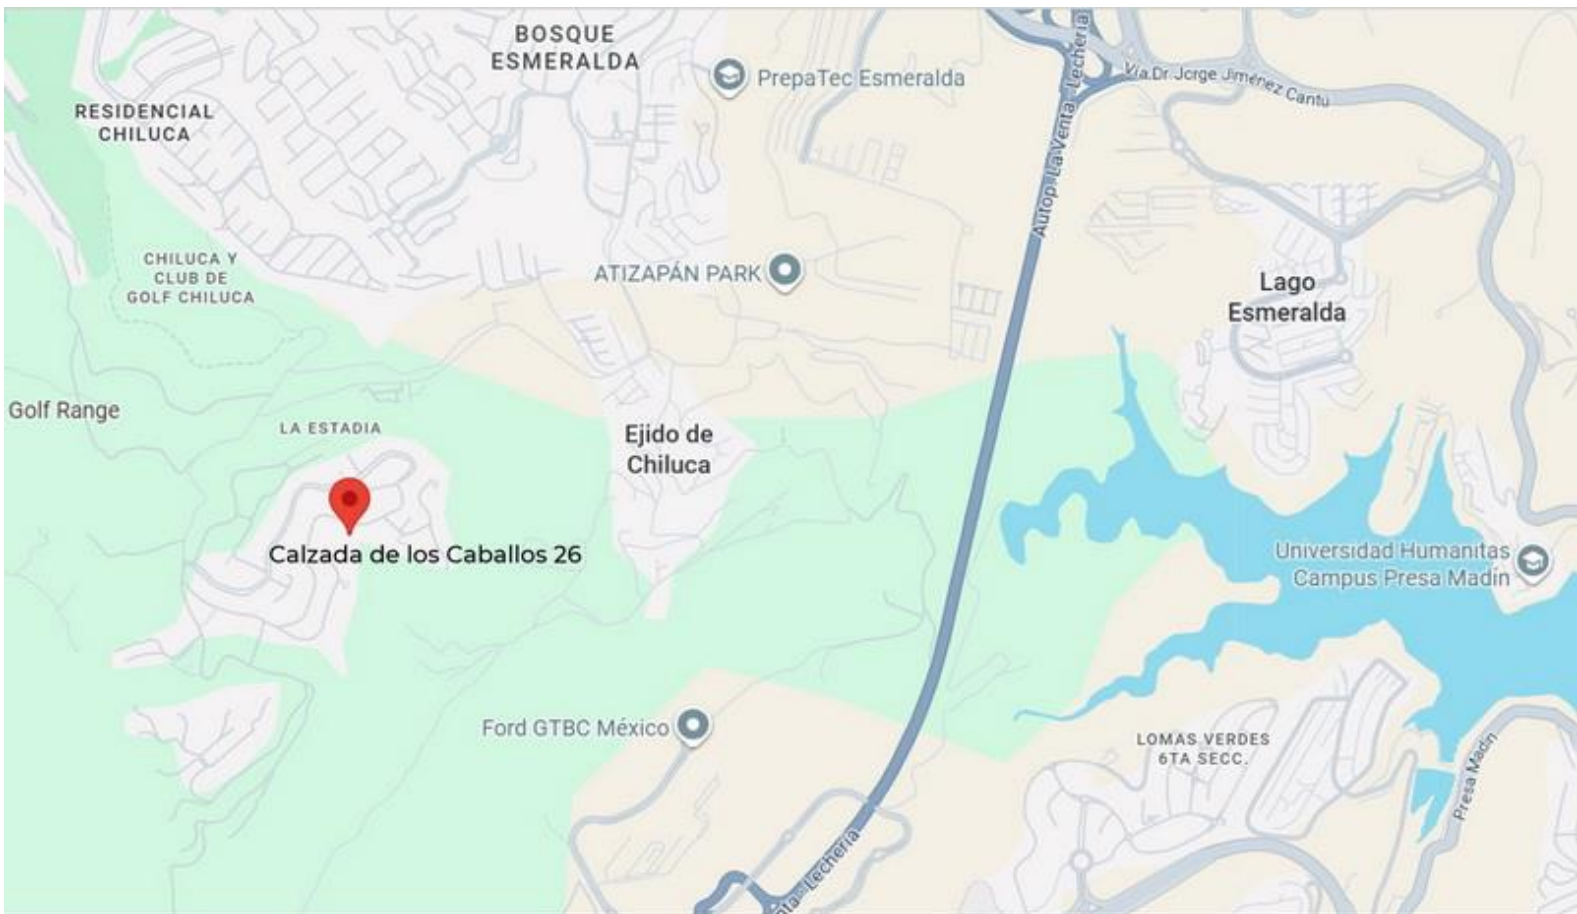 BOSQUE
ESMERALDA
PrepaTec Esmeralda
Vía Dr Jorge Jiménez Cantú
RESIDENCIAL
CHILUCA
Autop. La Venta - Lechería
CHILUCA Y
CLUB DE
GOLF CHILUCA
ATIZAPÁN PARK
Lago
Esmeralda
Golf Range
LA ESTADIA
Ejido de
Chiluca
Calzada de los Caballos 26
Universidad Humanitas
Campus Presa Madín
Ford GTBC México
LOMAS VERDES
6TA SECC.
Presa Madín
nta - Lechería